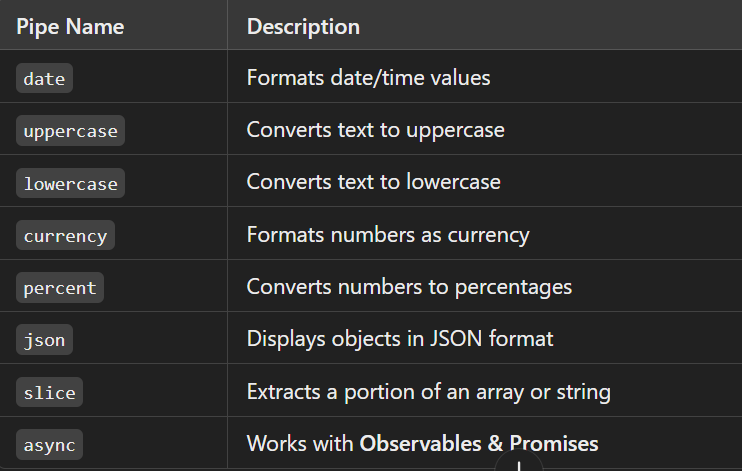 Pipe Name Description
date Formats date/time values
uppercase Converts text to uppercase
lowercase Converts text to lowercase
currency Formats numbers as currency
percent Converts numbers to percentages
json Displays objects in JSON format
slice Extracts a portion of an array or string
async Works with Observables & Promises